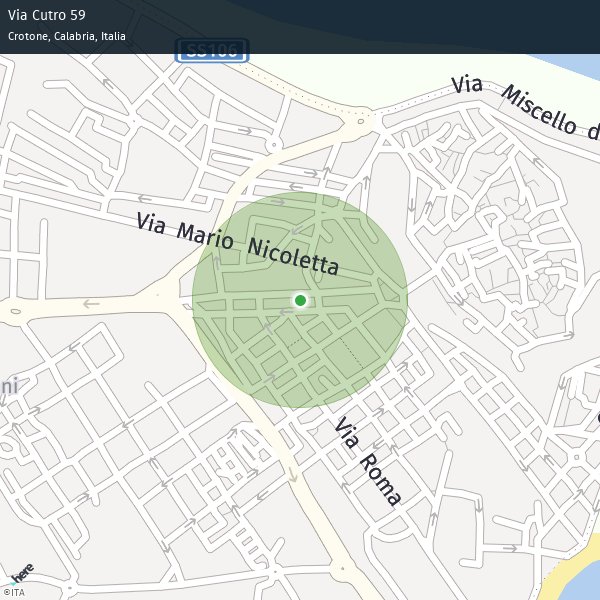 Via Cutro 59
Crotone, Calabria, Italia
SS106
Via Miscello d
Via Mario Nicoletta
ni
Via Roma
here
©ITA